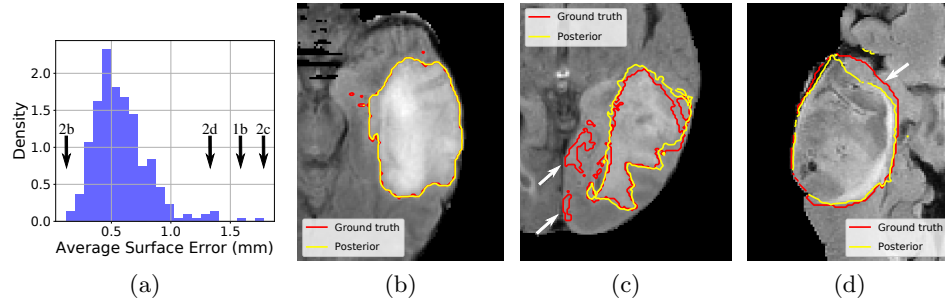 2.0
1.5
1.0
0.5
0.0
Density
2b
2d
1b
2c
0.5
1.0
1.5
Average Surface Error (mm)
(a)
Ground truth
Posterior
(b)
Ground truth
Posterior
(c)
Ground truth
Posterior
(d)